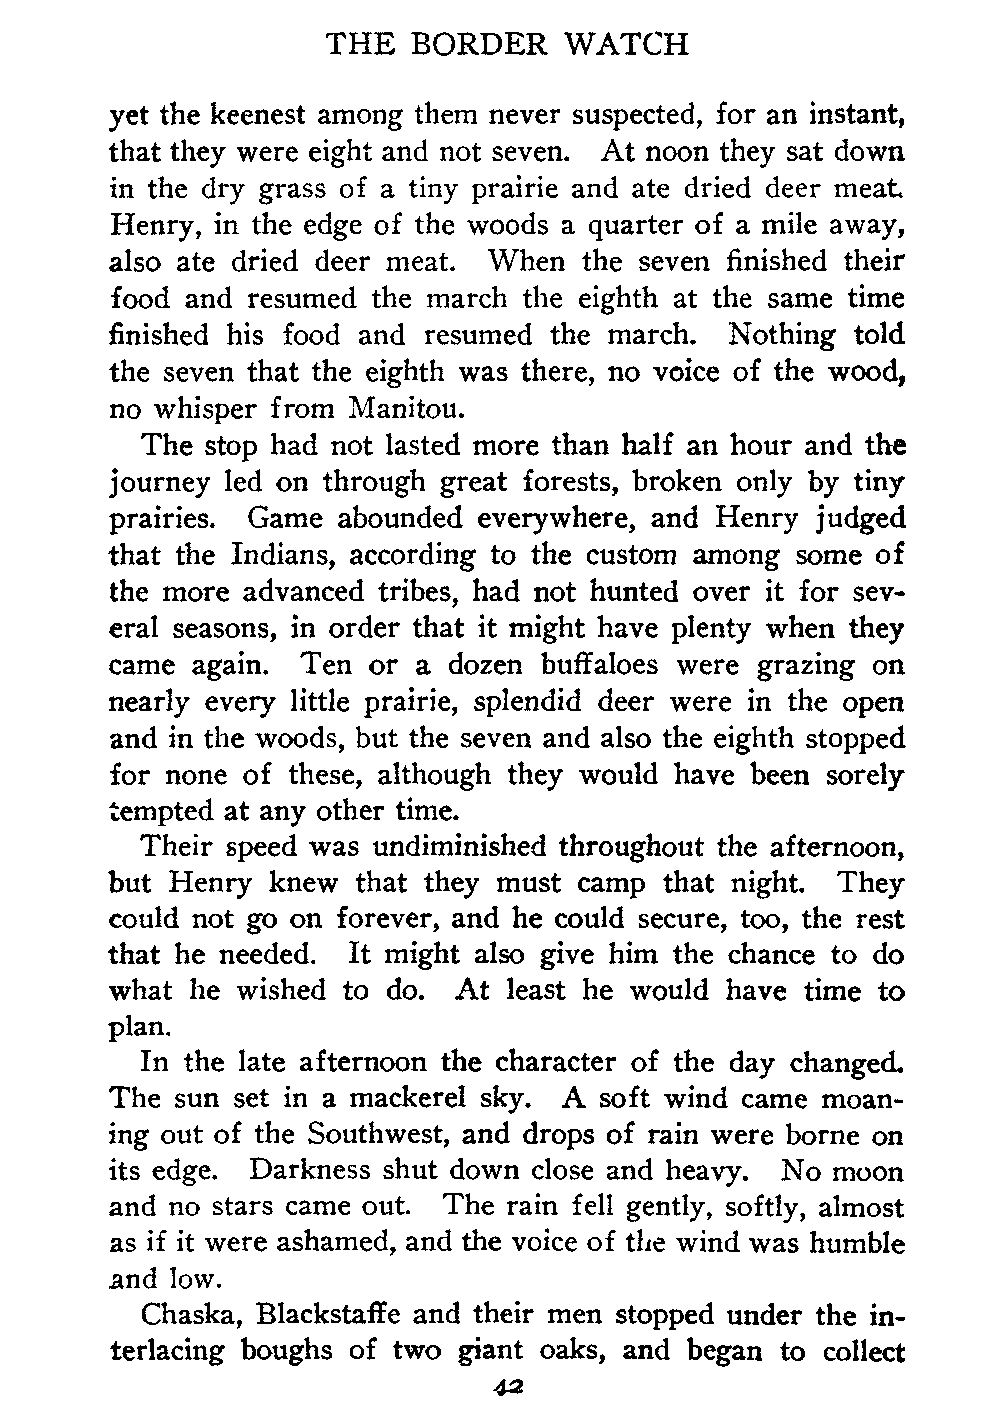 THE BORDER WATCH
yet the keenest among them never suspected, for an instant,
that they were eight and not seven. At noon they sat down
in the dry grass of a tiny prairie and ate dried deer meat.
Henry, in the edge of the woods a quarter of a mile away,
also ate dried deer meat. When the seven finished their
food and resumed the march the eighth at the same time
finished his food and resumed the march. Nothing told
the seven that the eighth was there, no voice of the wood,
no whisper from Manitou.
The stop had not lasted more than half an hour and the
journey led on through great forests, broken only by tiny
prairies. Game abounded everywhere, and Henry judged
that the Indians, according to the custom among some of
the more advanced tribes, had not hunted over it for sev-
eral seasons, in order that it might have plenty when they
came again. Ten or a dozen buffaloes were grazing on
nearly every little prairie, splendid deer were in the open
and in the woods, but the seven and also the eighth stopped
for none of these, although they would have been sorely
tempted at any other time.
Their speed was undiminished throughout the afternoon,
but Henry knew that they must camp that night. They
could not go on forever, and he could secure, too, the rest
that he needed. It might also give him the chance to do
what he wished to do. At least he would have time to
plan.
In the late afternoon the character of the day changed.
The sun set in a mackerel sky. A soft wind came moan-
ing out of the Southwest, and drops of rain were borne on
its edge. Darkness shut down close and heavy. No moon
and no stars came out. The rain fell gently, softly, almost
as if it were ashamed, and the voice of the wind was humble
and low.
Chaska, Blackstaffe and their men stopped under the in-
terlacing boughs of two giant oaks, and began to collect
42